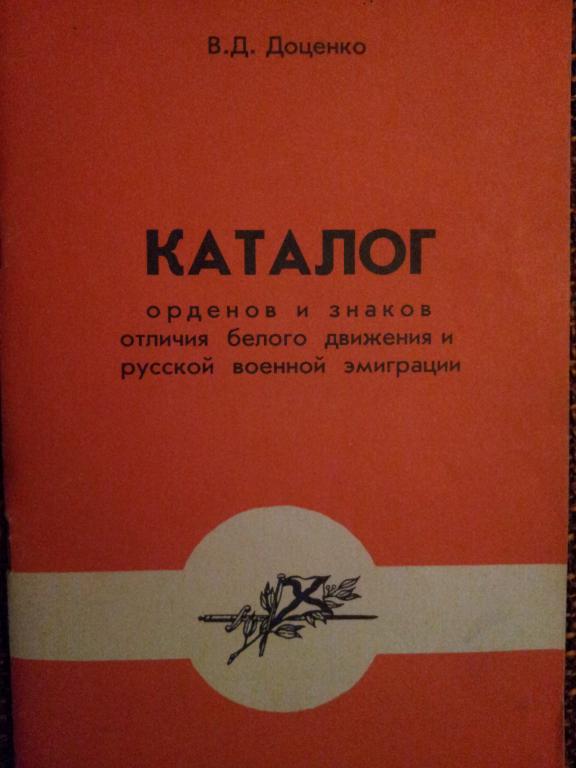 В.Д. Доценко
КАТАЛОГ
орденов и знаков
отличия белого движения и
русской военной эмиграции